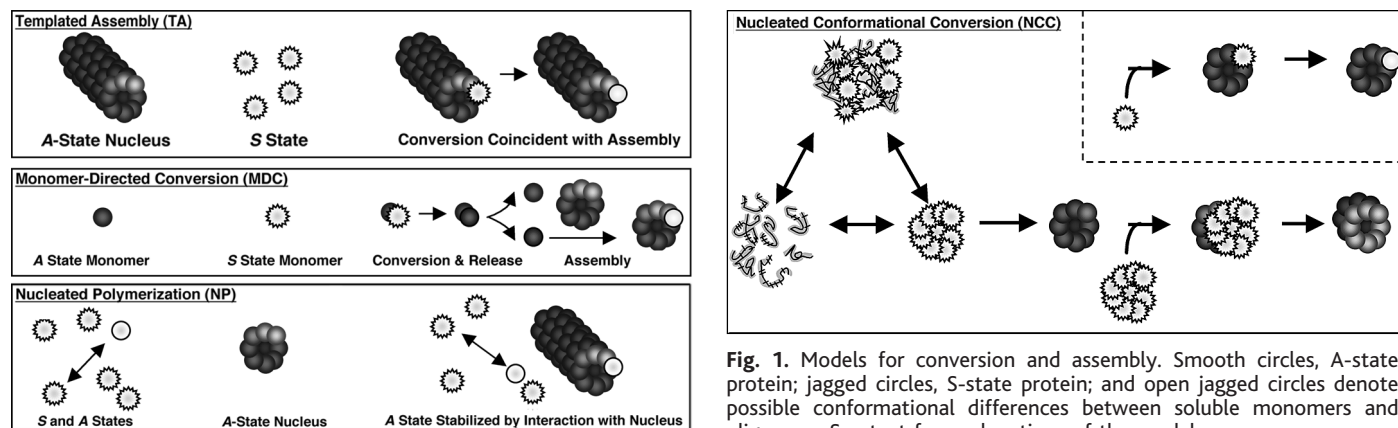 Templated Assembly (TA)
A-State Nucleus
S State
Conversion Coincident with Assembly
Monomer-Directed Conversion (MDC)
A State Monomer
S State Monomer
Conversion & Release
Assembly
Nucleated Polymerization (NP)
S and A States
A-State Nucleus
A State Stabilized by Interaction with Nucleus
Nucleated Conformational Conversion (NCC)
Fig. 1. Models for conversion and assembly. Smooth circles, A-state
protein; jagged circles, S-state protein; and open jagged circles denote
possible conformational differences between soluble monomers and